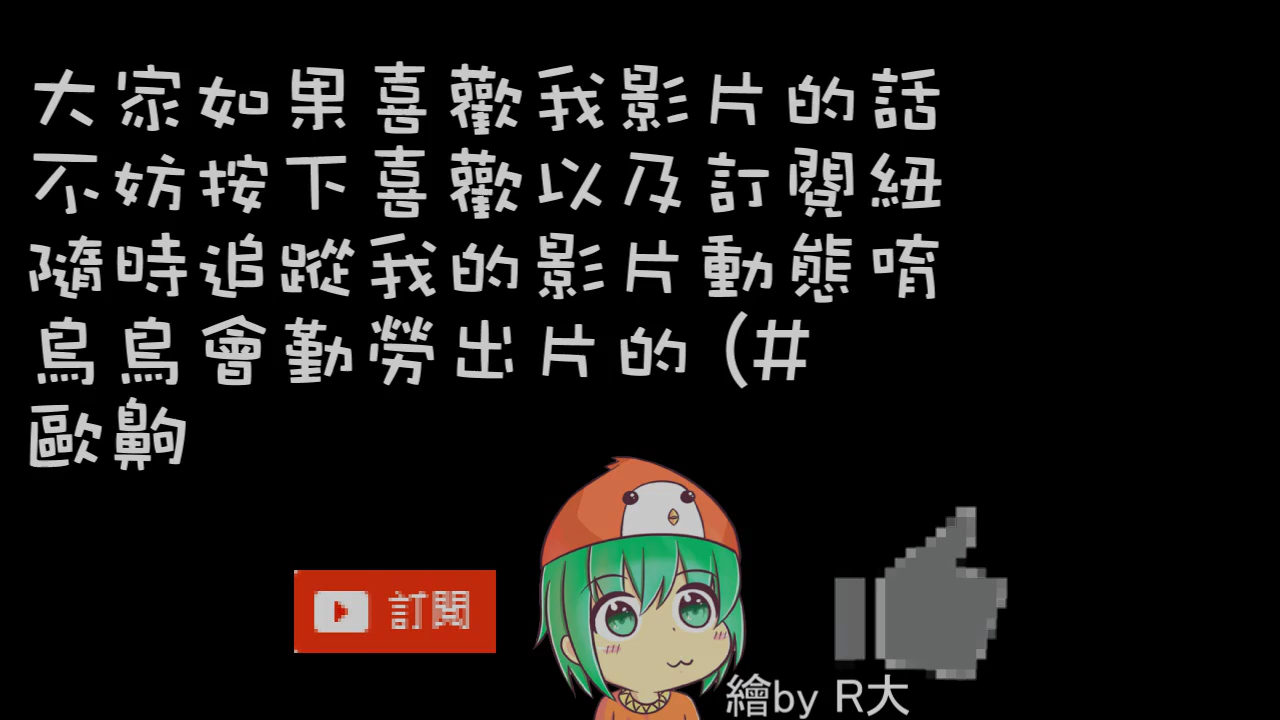 大家如果喜歡我影片的話
不妨按下喜歡以及訂閱紐
隨時追蹤我的影片動態唷
烏烏會勤勞出片的 (#
歐齁
訂閱
繪by R大